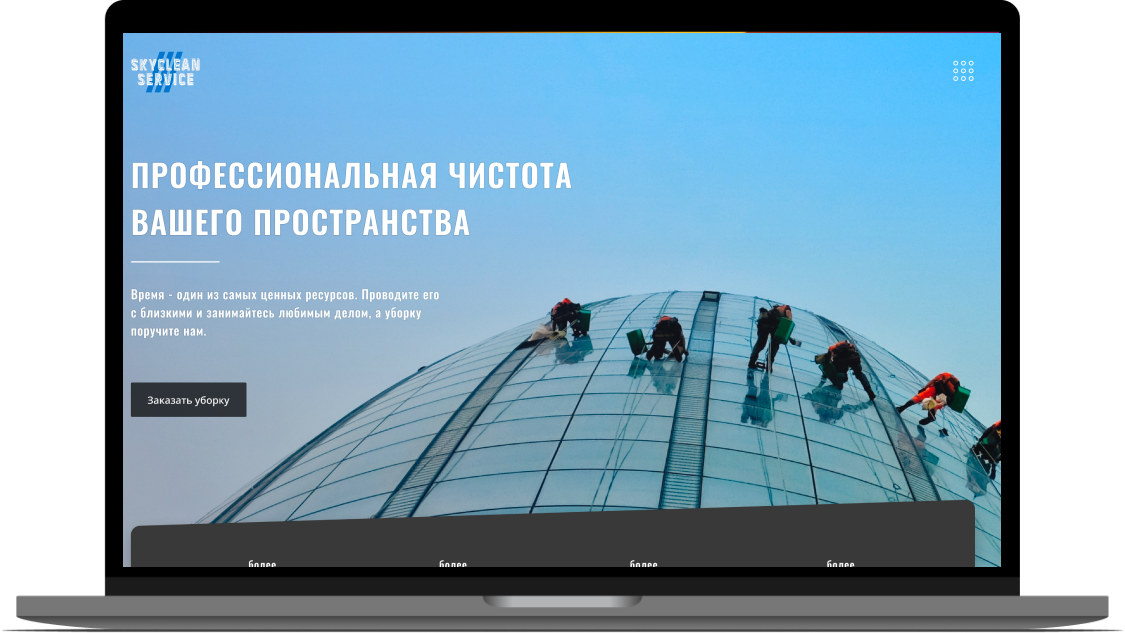 SKYCLEAN
SERVICE
ПРОФЕССИОНАЛЬНАЯ ЧИСТОТА
ВАШЕГО ПРОСТРАНСТВА
Время - один из самых ценных ресурсов. Проводите его
с близкими и занимайтесь любимым делом, а уборку
поручите нам.
Заказать уборку
более более более более